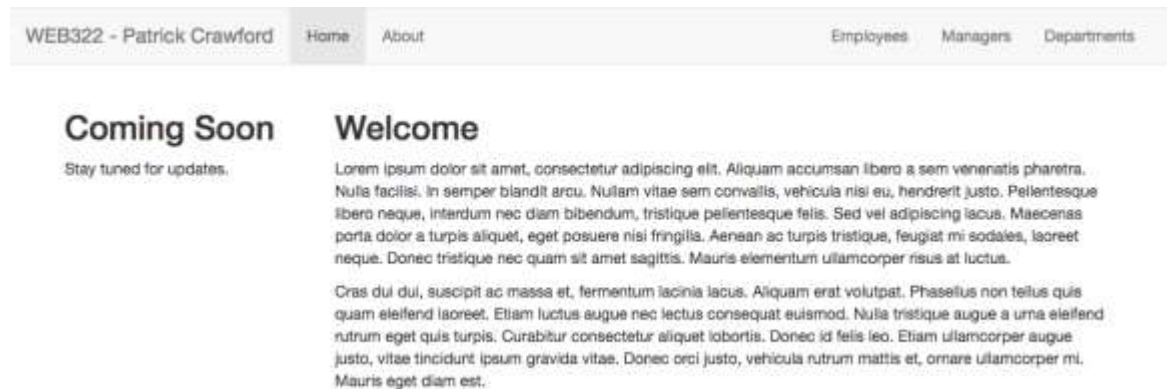 WEB322 - Patrick Crawford Home About Employees Managers Departments
Coming Soon
Stay tuned for updates.
Welcome
Lorem ipsum dolor sit amet, consectetur adipiscing elit. Aliquam accumsan libero a sem venenatis pharetra.
Nulla facilisi. In semper blandit arcu. Nullam vitae sem convallis, vehicula nisi eu, hendrerit justo. Pellentesque
libero neque, interdum nec diam bibendum, tristique pellentesque felis. Sed vel adipiscing lacus. Maecenas
porta dolor a turpis aliquet, eget posuere nisi fringilla. Aenean ac turpis tristique, feugiat mi sodales, laoreet
neque. Donec tristique nec quam sit amet sagittis. Mauris elementum ullamcorper risus at luctus.
Cras dui dui, suscipit ac massa et, fermentum lacinia lacus. Aliquam erat volutpat. Phasellus non tellus quis
quam eleifend laoreet. Etiam luctus augue nec lectus consequat euismod. Nulla tristique augue a urna eleifend
rutrum eget quis turpis. Curabitur consectetur aliquet lobortis. Donec id felis leo. Etiam ullamcorper augue
justo, vitae tincidunt ipsum gravida vitae. Donec orci justo, vehicula rutrum mattis et, ornare ullamcorper mi.
Mauris eget diam est.